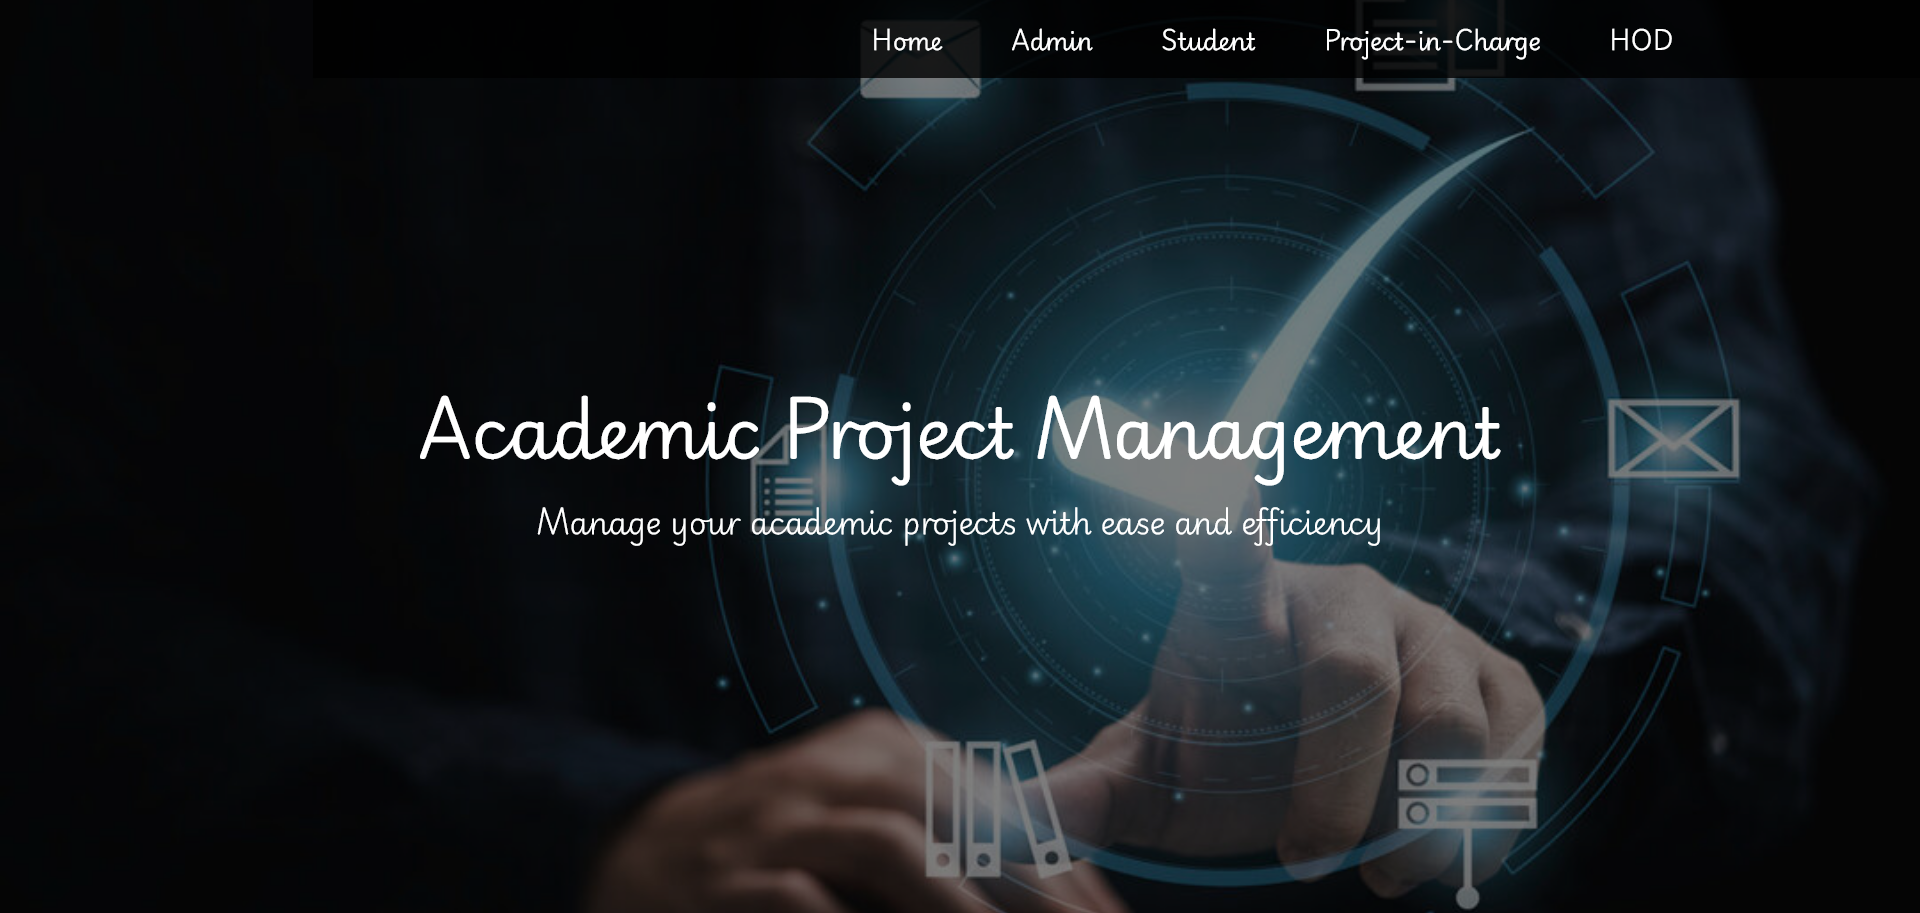 Home Admin Student Project-in-Charge HOD
Academic Project Management
Manage your academic projects with ease and efficiency